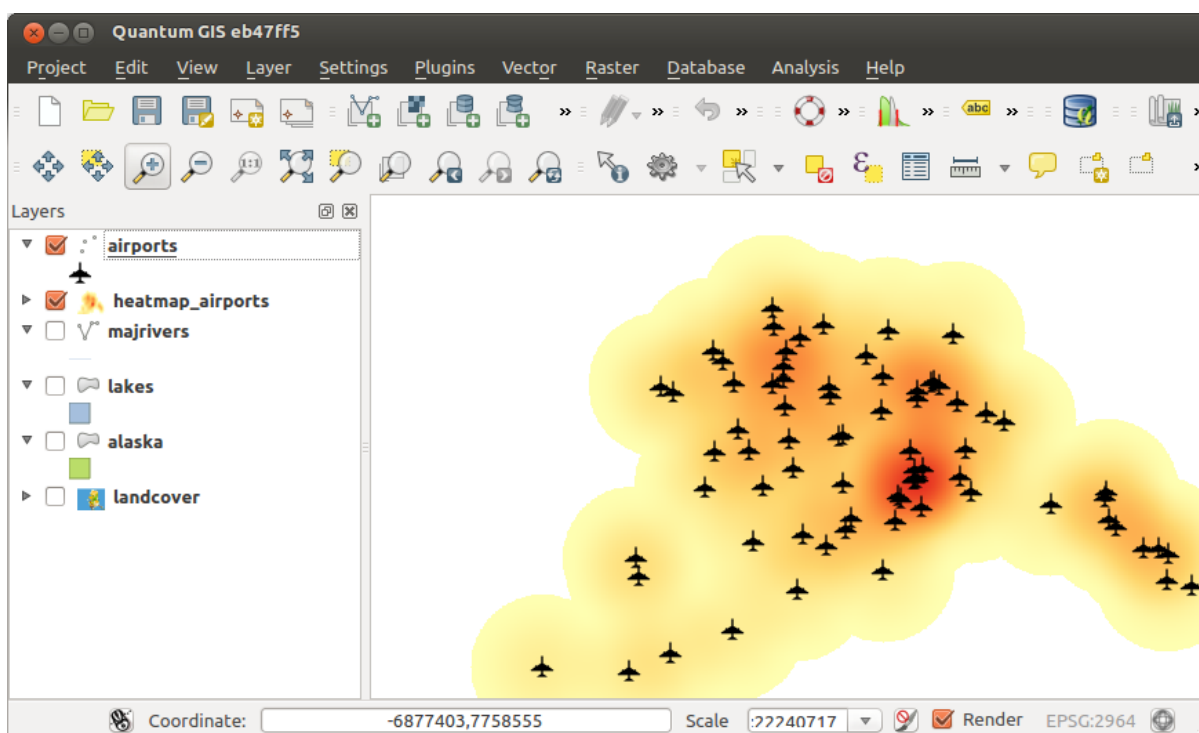 Quantum GIS eb47ff5
Project Edit View Layer Settings Plugins Vector Raster Database Analysis Help
abc
1:1
ε
Layers
airports
heatmap_airports
majrivers
lakes
alaska
landcover
Coordinate: -6877403,7758555 Scale :22240717 Render EPSG:2964